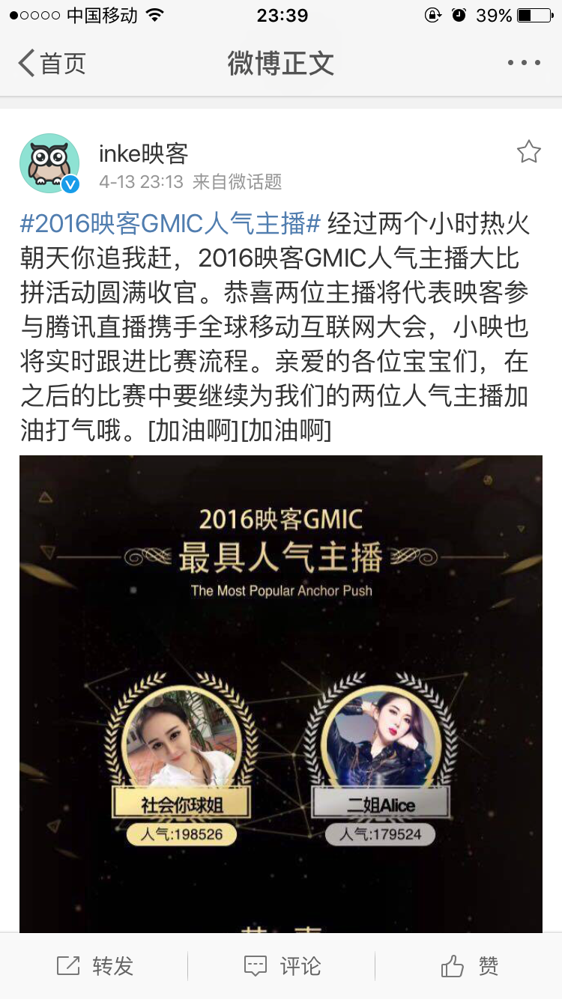 中国移动 23:39 39%
首页 微博正文
inke映客
4-13 23:13 来自微话题
#2016映客GMIC人气主播# 经过两个小时热火
朝天你追我赶，2016映客GMIC人气主播大比
拼活动圆满收官。恭喜两位主播将代表映客参
与腾讯直播携手全球移动互联网大会，小映也
将实时跟进比赛流程。亲爱的各位宝宝们，在
之后的比赛中要继续为我们的两位人气主播加
油打气哦。[加油啊][加油啊]
2016映客GMIC
最具人气主播
The Most Popular Anchor Push
社会你球姐 二姐Alice
人气:198526 人气:179524
转发 评论 赞